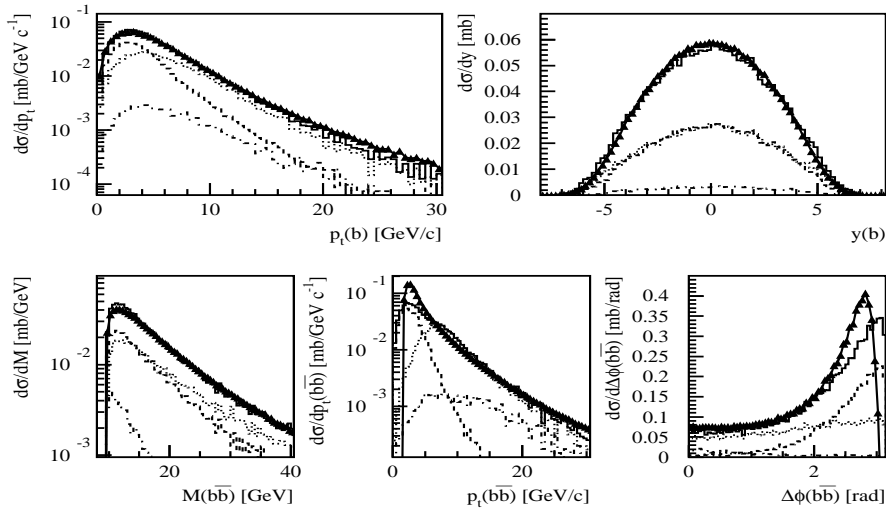 dσ/dp_t [mb/GeV c^-1]
10^-1
10^-2
10^-3
10^-4
0 10 20 30
p_t(b) [GeV/c]
dσ/dy [mb]
0.06
0.05
0.04
0.03
0.02
0.01
0
-5 0 5
y(b)
dσ/dM [mb/GeV]
10^-2
10^-3
20 40
M(bb̅) [GeV]
dσ/dp_t(bb̅) [mb/GeV c^-1]
10^-1
10^-2
10^-3
0 20
p_t(bb̅) [GeV/c]
dσ/dΔϕ(bb̅) [mb/rad]
0.4
0.35
0.3
0.25
0.2
0.15
0.1
0.05
0
0 2
Δϕ(bb̅) [rad]